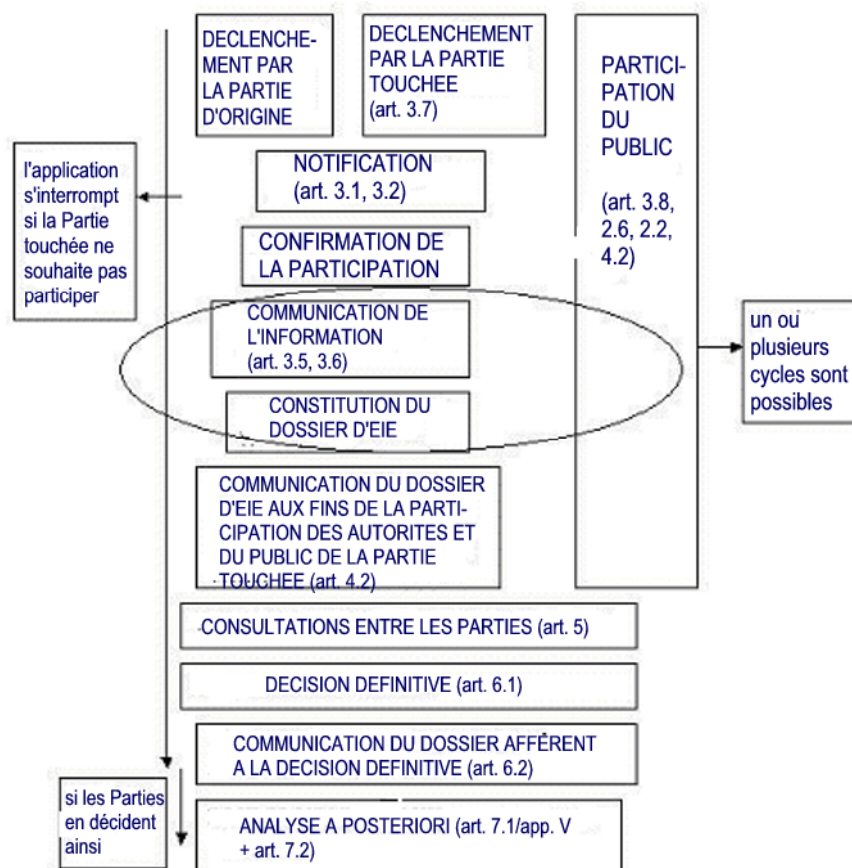 DECLENCHE-
MENT PAR
LA PARTIE
D'ORIGINE
DECLENCHEMENT
PAR LA PARTIE
TOUCHEE
(art. 3.7)
PARTICI-
PATION
DU
PUBLIC
(art. 3.8,
2.6, 2.2,
4.2)
l'application
s'interrompt
si la Partie
touchée ne
souhaite pas
participer
NOTIFICATION
(art. 3.1, 3.2)
CONFIRMATION DE
LA PARTICIPATION
COMMUNICATION DE
L'INFORMATION
(art. 3.5, 3.6)
un ou
plusieurs
cycles sont
possibles
CONSTITUTION DU
DOSSIER D'EIE
COMMUNICATION DU DOSSIER
D'EIE AUX FINS DE LA PARTI-
CIPATION DES AUTORITES ET
DU PUBLIC DE LA PARTIE
TOUCHEE (art. 4.2)
CONSULTATIONS ENTRE LES PARTIES (art. 5)
DECISION DEFINITIVE (art. 6.1)
COMMUNICATION DU DOSSIER AFFÉRENT
A LA DECISION DEFINITIVE (art. 6.2)
si les Parties
en décident
ainsi
ANALYSE A POSTERIORI (art. 7.1/app. V
+ art. 7.2)